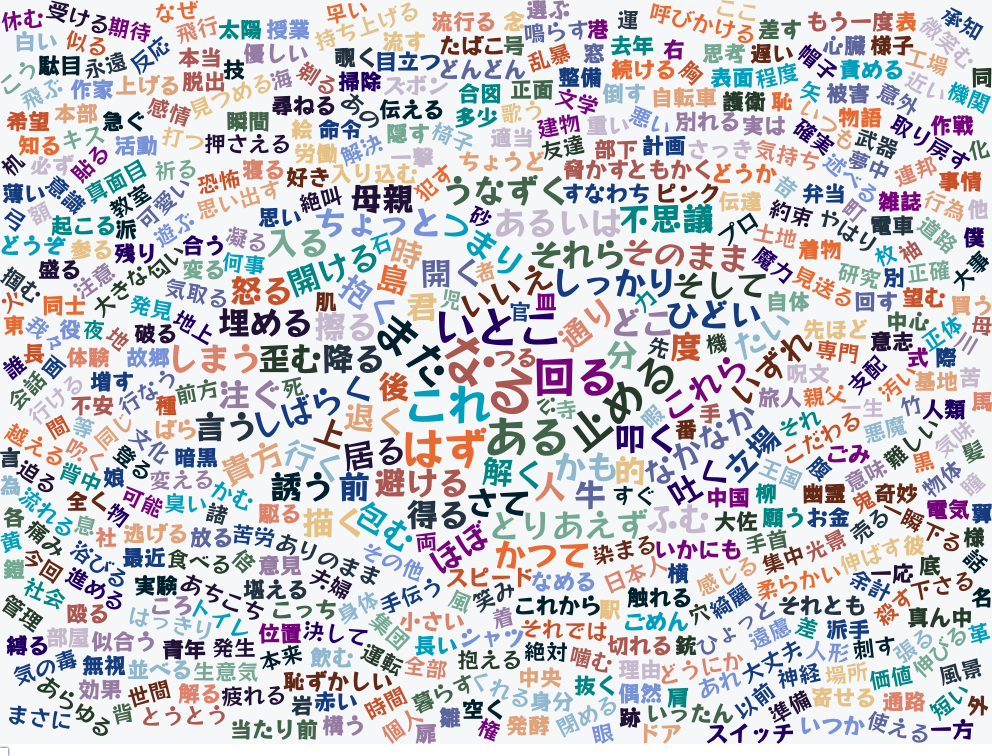 休む 受ける 期待 なぜ 飛行 太陽 授業 早い 持ち上げる 流行る 念 選ぶ 鳴らす 港 運 呼びかける ここ 差す もう一度 表 微笑む 承知
白い 似る 反応 本当 優しい 覗く 流す たばこ 号 乱暴 窓 去年 右 思考 遅い 帽子 心臓 様子 工場
こう 駄目 永遠 技 目立つ どんどん 整備 続ける 胸 表面 程度 責める 近い 同
飛ぶ 作家 上げる 脱出 海 剃る 掃除 ズボン 合図 正面 文学 倒す 自転車 護衛 恥 矢 被害 意外 機関
希望 本部 急ぐ 感情 見つめる 尋ねる あの 伝える 多少 歌う 建物 重い 悪い 別れる 実は いつも 物語 取り戻す 作戦
知る キス 活動 打つ 瞬間 押さえる 絵 命令 隠す 椅子 適当 友達 部下 計画 さっき 気持ち 確実 武器 化
机 必ず 貼る 真面目 祈る 労働 解決 一撃 ちょうど 脅かす ともかく どうか 述べる 夢中 連邦 事情
薄い 意識 教室 可愛い 恐怖 寝る 好き 入り込む 犯す うなずく すなわち ピンク 伝達 昔 弁当 町 雑誌 行為 他
白 額 起こる 派 遊ぶ 思い出す 思い 絶叫 母親 ちょっと つまり 砂 あるいは 不思議 プロ 約束 やはり 電車 道路 僕
どうぞ 参る 残り 合う 凝る 入る 石 時 それら そのまま 土地 着物 枚 袖 大事
掴む 盛る 注意 大きな 匂い 変る 何事 開ける 島 開く 者 いいえ しっかり そして 魔力 見送る 研究 別 正確
火 同士 気取る 怒る 肌 抱く 君 児 官 皿 通り 力 どこ ひどい 自体 回す 望む 買う
東 我々 役 夜 地 発見 破る 地上 埋める 擦る また いとこ たい 先ほど 中心 正体 母 川
誰 長 面 体験 故郷 しまう 歪む 降る ぶ つる 分 先 度 機 いずれ 専門 意志 式 臨
会話 行ける 増す 行なう 前方 注ぐ 死 後 これ る 回る ぐ 寺 止める これら 呪文 支配 汚い 基地 苦
間 不安 種 しばらく 退く 暇 手 旅人 親父 一生 竹 人類 馬
越える 等 同じ 文化 ばら 言う 上 はず ある 叩く 番 なかなか それ こだわる 悪魔 難しい 気味
吹く 登る 暗黒 貴方 行く 居る 解く かも 的 吐く 立場 王国 腹 ごみ 黒 髪
言 迫る 背中 娘 変える 誘う 前 避ける 人 牛 すぐ 中国 柳 幽霊 意味 鬼 奇妙 物体 瞳
為 流れる 全く 物 可能 臭い かむ 諸 駆る 描く 包む 得る さて とりあえず ふむ 大佐 願う お金 売る 一瞬 下る 電気 翼
各 痛み 息 社 逃げる 放る 苦労 ありのまま 両 ほぼ かつて 染まる いかにも 手首 集中 光景 伸ばす 彼 様
黄 今回 浴びる 最近 食べる 倍 意見 その他 スピード なめる 日本人 横 感じる 柔らかい 一応 底 話
鎧 社会 進める 実験 あちこち 堪える 夫婦 手伝う 風 笑み これから 駅 触れる 穴 綺麗 それとも 余計 殺す 下さる 名
管理 殴る はっきり ころ トイレ こっち 身体 集団 小さい 着 それでは ごめん ひょっと 遠慮 差 派手 真ん中
縛る 部屋 似合う 青年 発生 位置 決して 長い シャツ 絶対 噛む 切れる 銃 大丈夫 人形 刺す 張る 伸びる 革
気の毒 無視 並べる 生意気 本来 飲む 運転 全部 抱える 中央 抜く 理由 どうにか あれ 神経 場所 価値 風景
あらゆる 効果 世間 解る 疲れる 恥ずかしい 岩 赤い 時間 暮らす くれる 身分 偶然 肩 以前 準備 寄せる 通路 短い 外
まさに 背 とうとう 当たり前 構う 個人 扉 雛 空く 権 発酵 閉める 眼 跡 いったん ドア スイッチ いつか 使える 一方